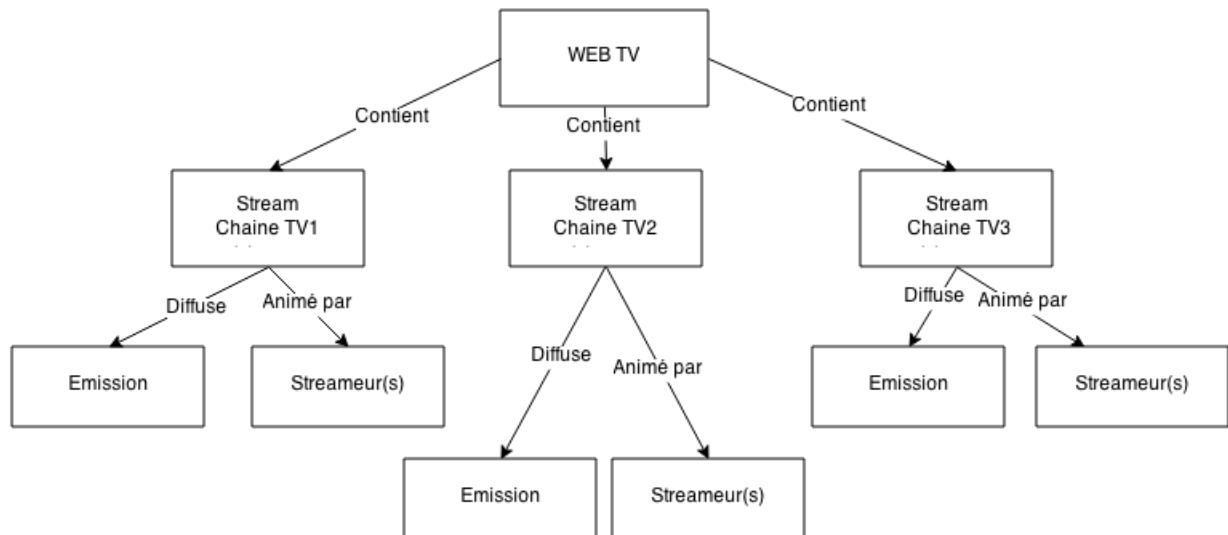 WEB TV
Contient
Contient
Contient
Stream
Chaine TV1
Stream
Chaine TV2
Stream
Chaine TV3
Diffuse
Animé par
Diffuse
Animé par
Diffuse
Animé par
Emission
Streameur(s)
Emission
Streameur(s)
Emission
Streameur(s)